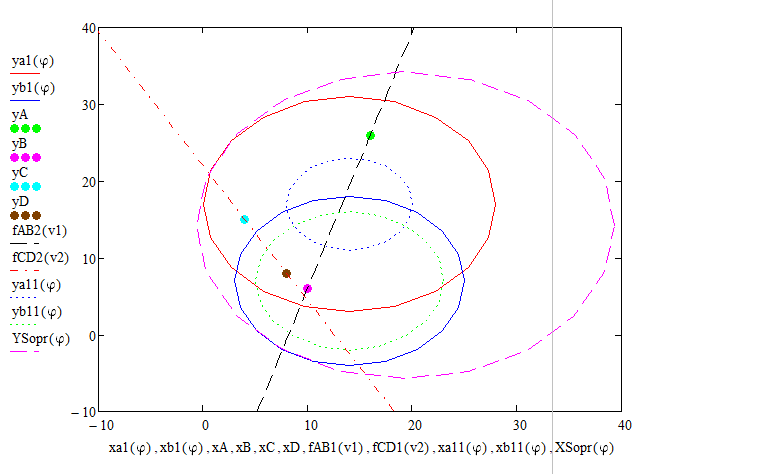 ya1(φ)
yb1(φ)
yA
yB
yC
yD
fAB2(v1)
fCD2(v2)
ya11(φ)
yb11(φ)
YSopr(φ)
40
30
20
10
0
−10
−10 0 10 20 30 40
xa1(φ),xb1(φ),xA,xB,xC,xD,fAB1(v1),fCD1(v2),xa11(φ),xb11(φ),XSopr(φ)